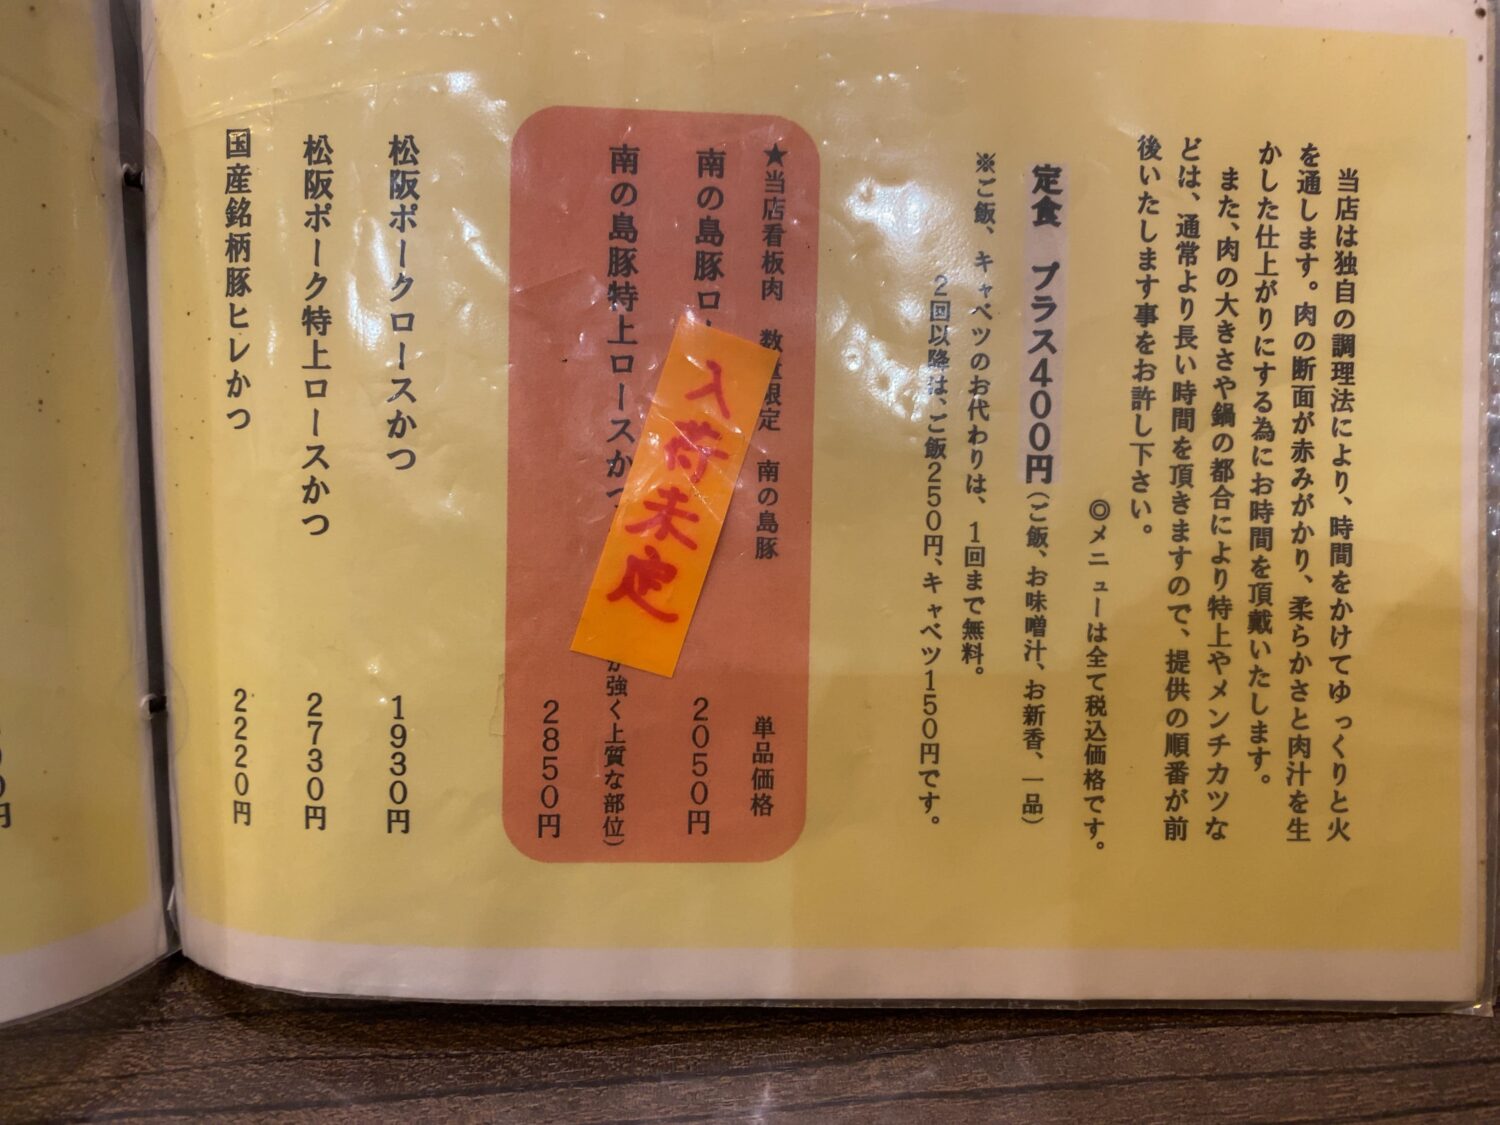 当店は独自の調理法により、時間をかけてゆっくりと火
を通します。肉の断面が赤みがかり、柔らかさと肉汁を生
かした仕上がりにする為にお時間を頂戴いたします。
また、肉の大きさや鍋の都合により特上やメンチカツな
どは、通常より長い時間を頂きますので、提供の順番が前
後いたします事をお許し下さい。
◎メニューは全て税込価格です。
定食 プラス400円(ご飯、お味噌汁、お新香、一品)
※ご飯、キャベツのお代わりは、1回まで無料。
2回以降は、ご飯250円、キャベツ150円です。
★当店看板肉 数量限定 南の島豚 単品価格
南の島豚ロ 2050円
南の島豚特上ロースかつ
が強く上質な部位)
2850円
入荷未定
松阪ポークロースかつ 1930円
松阪ポーク特上ロースかつ 2730円
国産銘柄豚ヒレかつ 2220円
0円